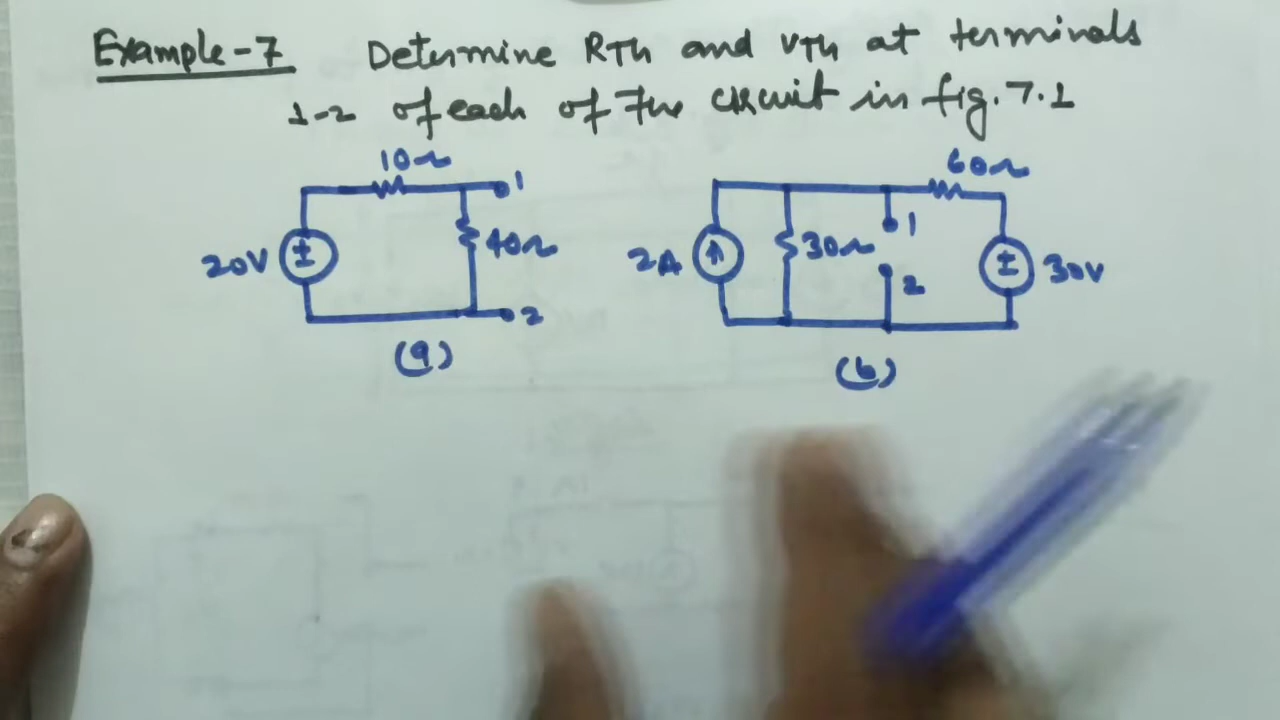 Example-7 Determine RTh and VTh at terminals
1-2 of each of the circuit in fig. 7.1
10Ω
1
20V
40Ω
2
(a)
60Ω
2A
30Ω
1
2
30V
(b)